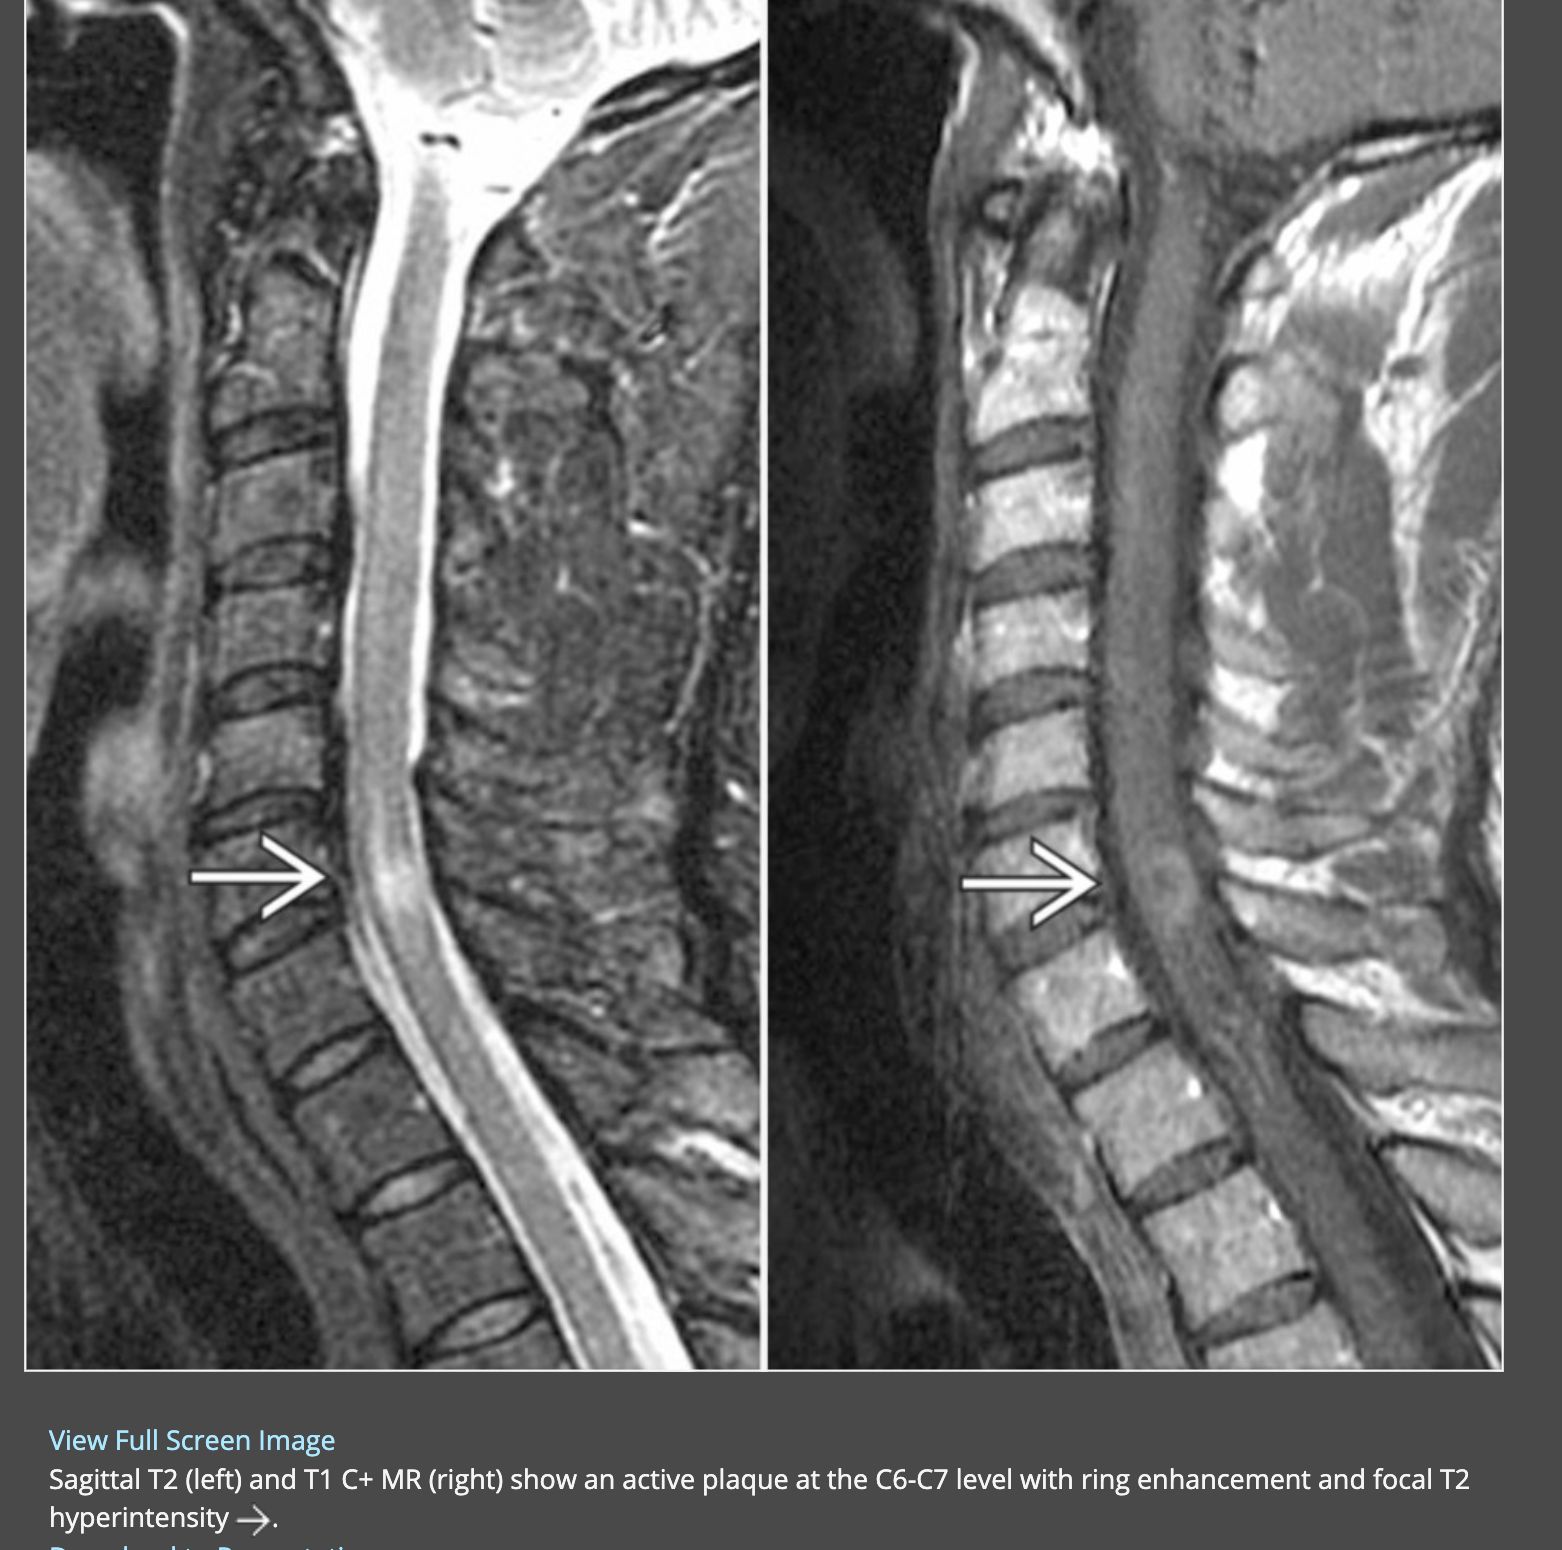 View Full Screen Image
Sagittal T2 (left) and T1 C+ MR (right) show an active plaque at the C6-C7 level with ring enhancement and focal T2
hyperintensity →.